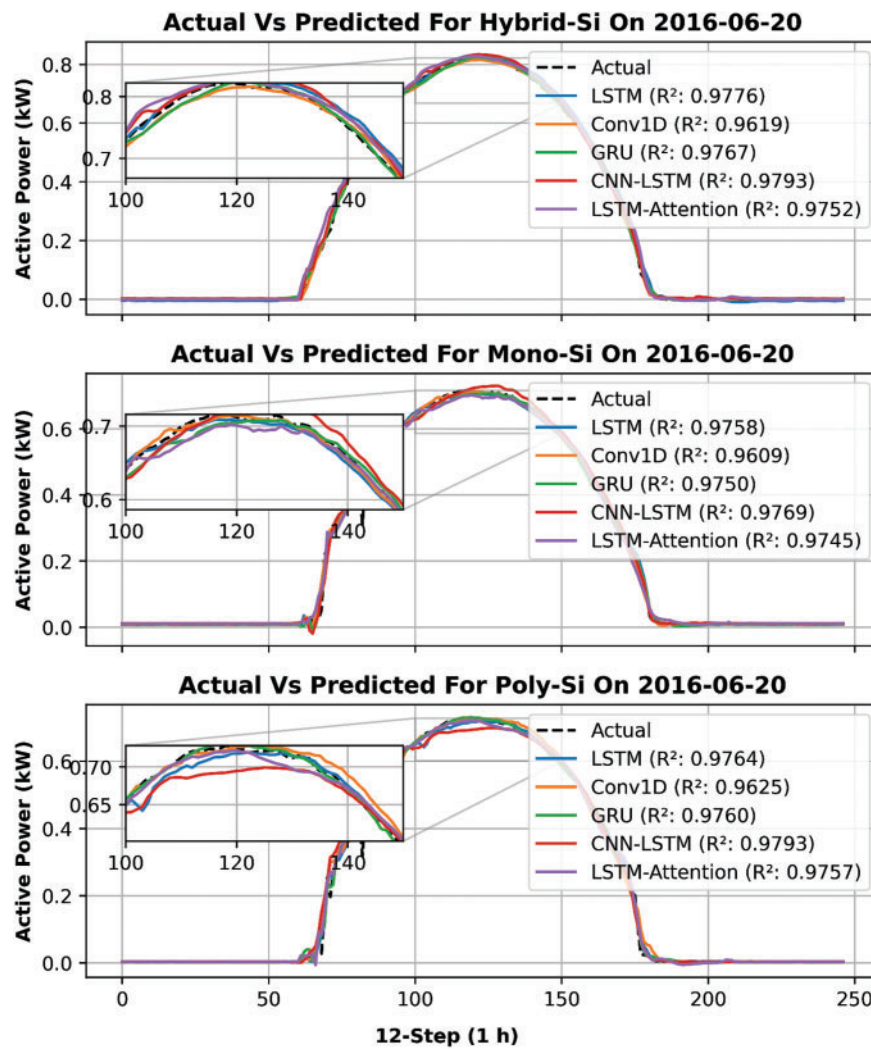 Actual Vs Predicted For Hybrid-Si On 2016-06-20
Active Power (kW)
0.8
0.6
0.4
0.2
0.0
0.8
0.7
100
120
140
Actual
LSTM (R²: 0.9776)
Conv1D (R²: 0.9619)
GRU (R²: 0.9767)
CNN-LSTM (R²: 0.9793)
LSTM-Attention (R²: 0.9752)
Actual Vs Predicted For Mono-Si On 2016-06-20
Active Power (kW)
0.6
0.4
0.2
0.0
0.7
0.6
100
120
140
Actual
LSTM (R²: 0.9758)
Conv1D (R²: 0.9609)
GRU (R²: 0.9750)
CNN-LSTM (R²: 0.9769)
LSTM-Attention (R²: 0.9745)
Actual Vs Predicted For Poly-Si On 2016-06-20
Active Power (kW)
0.6
0.4
0.2
0.0
0.70
0.65
100
120
140
Actual
LSTM (R²: 0.9764)
Conv1D (R²: 0.9625)
GRU (R²: 0.9760)
CNN-LSTM (R²: 0.9793)
LSTM-Attention (R²: 0.9757)
0 50 100 150 200 250
12-Step (1 h)